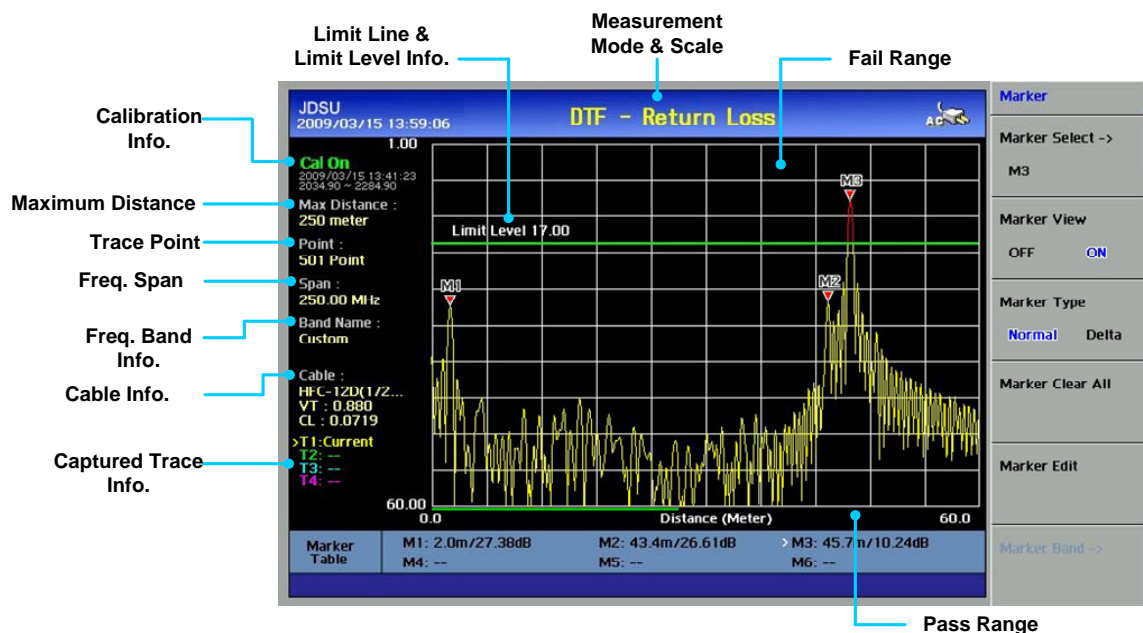 Limit Line &
Limit Level Info.
Measurement
Mode & Scale
Fail Range
Calibration
Info.
Maximum Distance
Trace Point
Freq. Span
Freq. Band
Info.
Cable Info.
Captured Trace
Info.
JDSU
2009/03/15 13:59:06
DTF - Return Loss
AC
1.00
Cal On
2009/03/15 13:41:23
2034.90 ~ 2284.90
Max Distance :
250 meter
Point :
501 Point
Span :
250.00 MHz
Band Name :
Custom
Cable :
HFC-12D(1/2...
VT : 0.880
CL : 0.0719
>T1:Current
T2: --
T3: --
T4: --
60.00
Limit Level 17.00
M1
M2
M3
0.0
Distance (Meter)
60.0
Marker
Table
M1: 2.0m/27.38dB
M2: 43.4m/26.61dB
>M3: 45.7m/10.24dB
M4: --
M5: --
M6: --
Marker
Marker Select ->
M3
Marker View
OFF ON
Marker Type
Normal Delta
Marker Clear All
Marker Edit
Marker Band ->
Pass Range